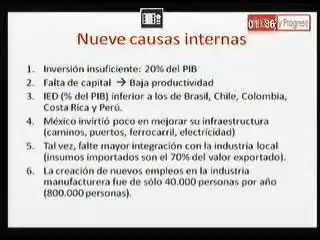 01:36 y Progreso
Nueve causas internas
1. Inversión insuficiente: 20% del PIB
2. Falta de capital → Baja productividad
3. IED (% del PIB) inferior a los de Brasil, Chile, Colombia,
Costa Rica y Perú.
4. México invirtió poco en mejorar su infraestructura
(caminos, puertos, ferrocarril, electricidad)
5. Tal vez, falte mayor integración con la industria local
(insumos importados son el 70% del valor exportado).
6. La creación de nuevos empleos en la industria
manufacturera fue de sólo 40.000 personas por año
(800.000 personas).